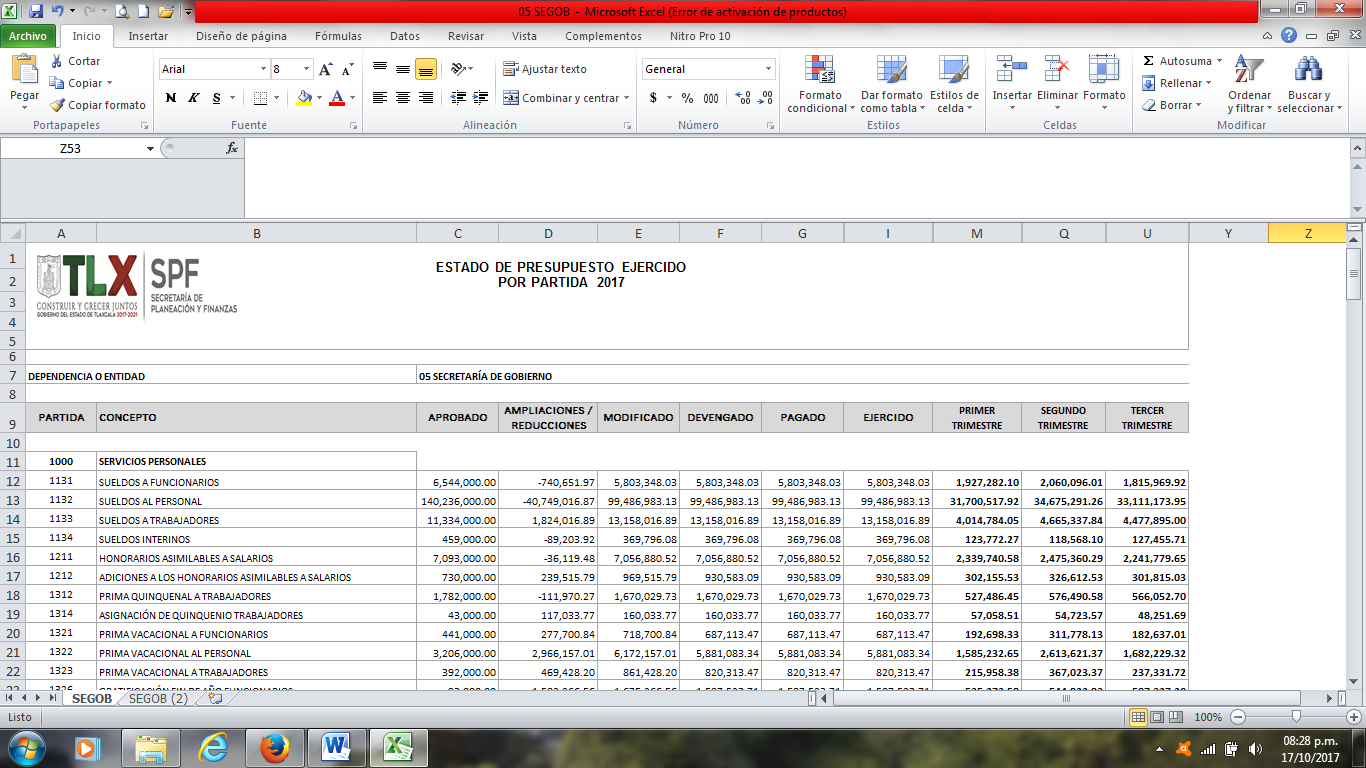 05 SEGOB - Microsoft Excel (Error de activación de productos)
Archivo Inicio Insertar Diseño de página Fórmulas Datos Revisar Vista Complementos Nitro Pro 10
Pegar Cortar Copiar Copiar formato Portapapeles
Arial 8 N K S Fuente
Ajustar texto Combinar y centrar Alineación
General $ % 000 Número
Formato condicional Dar formato como tabla Estilos de celda Estilos
Insertar Eliminar Formato Celdas
Σ Autosuma Rellenar Borrar Ordenar y filtrar Buscar y seleccionar Modificar
Z53 fx
A B C D E F G I M Q U Y Z
TLX SPF
SECRETARÍA DE
PLANEACIÓN Y FINANZAS
CONSTRUIR Y CRECER JUNTOS
GOBIERNO DEL ESTADO DE TLAXCALA 2017-2021
ESTADO DE PRESUPUESTO EJERCIDO
POR PARTIDA 2017
1
2
3
4
5
6
7 DEPENDENCIA O ENTIDAD 05 SECRETARÍA DE GOBIERNO
8
9 PARTIDA CONCEPTO APROBADO AMPLIACIONES / REDUCCIONES MODIFICADO DEVENGADO PAGADO EJERCIDO PRIMER TRIMESTRE SEGUNDO TRIMESTRE TERCER TRIMESTRE
10
11 1000 SERVICIOS PERSONALES
12 1131 SUELDOS A FUNCIONARIOS 6,544,000.00 -740,651.97 5,803,348.03 5,803,348.03 5,803,348.03 5,803,348.03 1,927,282.10 2,060,096.01 1,815,969.92
13 1132 SUELDOS AL PERSONAL 140,236,000.00 -40,749,016.87 99,486,983.13 99,486,983.13 99,486,983.13 99,486,983.13 31,700,517.92 34,675,291.26 33,111,173.95
14 1133 SUELDOS A TRABAJADORES 11,334,000.00 1,824,016.89 13,158,016.89 13,158,016.89 13,158,016.89 13,158,016.89 4,014,784.05 4,665,337.84 4,477,895.00
15 1134 SUELDOS INTERINOS 459,000.00 -89,203.92 369,796.08 369,796.08 369,796.08 369,796.08 123,772.27 118,568.10 127,455.71
16 1211 HONORARIOS ASIMILABLES A SALARIOS 7,093,000.00 -36,119.48 7,056,880.52 7,056,880.52 7,056,880.52 7,056,880.52 2,339,740.58 2,475,360.29 2,241,779.65
17 1212 ADICIONES A LOS HONORARIOS ASIMILABLES A SALARIOS 730,000.00 239,515.79 969,515.79 930,583.09 930,583.09 930,583.09 302,155.53 326,612.53 301,815.03
18 1312 PRIMA QUINQUENAL A TRABAJADORES 1,782,000.00 -111,970.27 1,670,029.73 1,670,029.73 1,670,029.73 1,670,029.73 527,486.45 576,490.58 566,052.70
19 1314 ASIGNACIÓN DE QUINQUENIO TRABAJADORES 43,000.00 117,033.77 160,033.77 160,033.77 160,033.77 160,033.77 57,058.51 54,723.57 48,251.69
20 1321 PRIMA VACACIONAL A FUNCIONARIOS 441,000.00 277,700.84 718,700.84 687,113.47 687,113.47 687,113.47 192,698.33 311,778.13 182,637.01
21 1322 PRIMA VACACIONAL AL PERSONAL 3,206,000.00 2,966,157.01 6,172,157.01 5,881,083.34 5,881,083.34 5,881,083.34 1,585,232.65 2,613,621.37 1,682,229.32
22 1323 PRIMA VACACIONAL A TRABAJADORES 392,000.00 469,428.20 861,428.20 820,313.47 820,313.47 820,313.47 215,958.38 367,023.37 237,331.72
SEGOB SEGOB (2)
Listo 100%
08:28 p.m.
17/10/2017